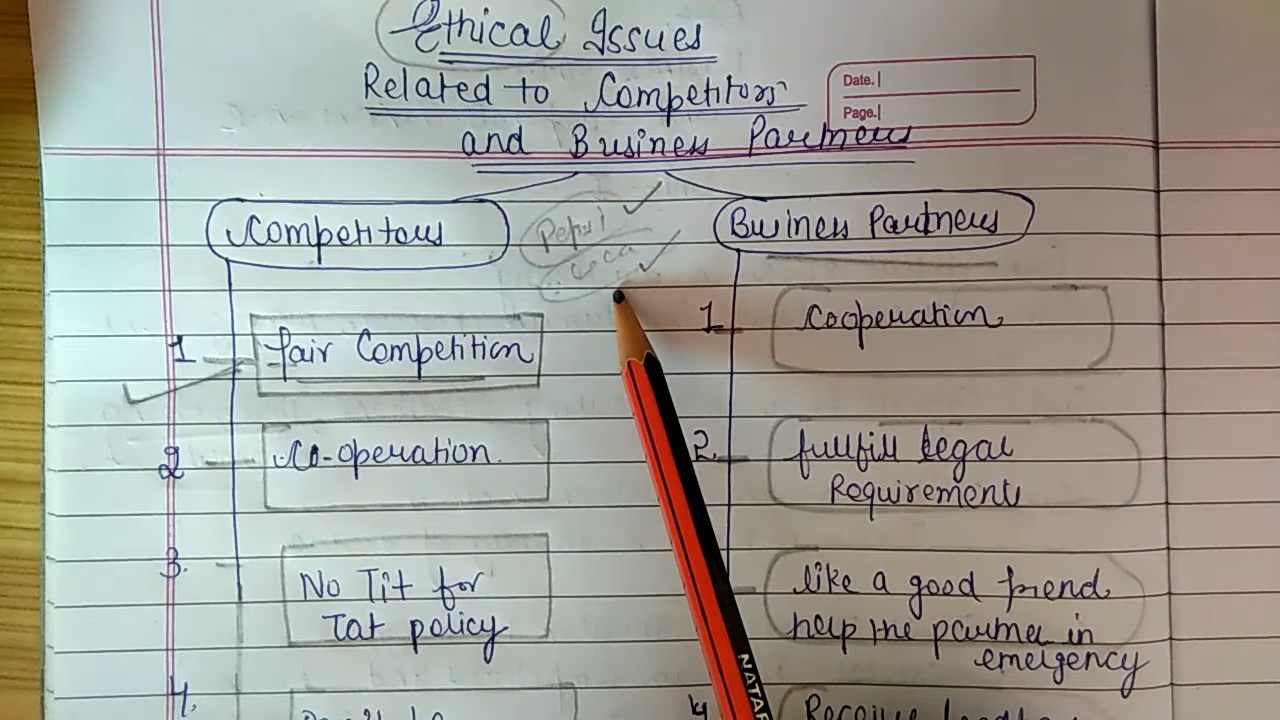 Ethical Issues
Related to Competitors
and Business Partners
Date.
Page.
Competitors
Pepsi
Coca
Business Partners
1 Fair Competition
2 Co-operation.
3. No Tit for
Tat policy
4.
1 Cooperation
2. fullfill Legal
Requirement
like a good friend
help the partner in
emergency
4
Receive
NATAR